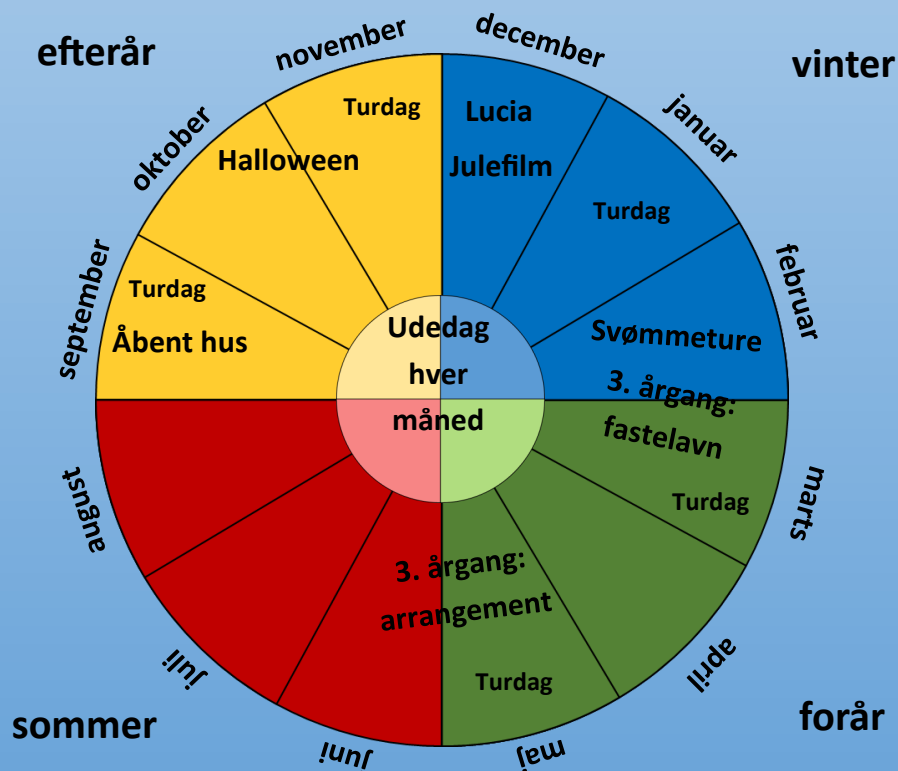 efterår
vinter
sommer
forår
december
januar
februar
marts
april
maj
juni
juli
august
september
oktober
november
Lucia
Julefilm
Turdag
Svømmeture
3. årgang:
fastelavn
Turdag
3. årgang:
arrangement
Turdag
Turdag
Åbent hus
Halloween
Turdag
Udedag
hver
måned